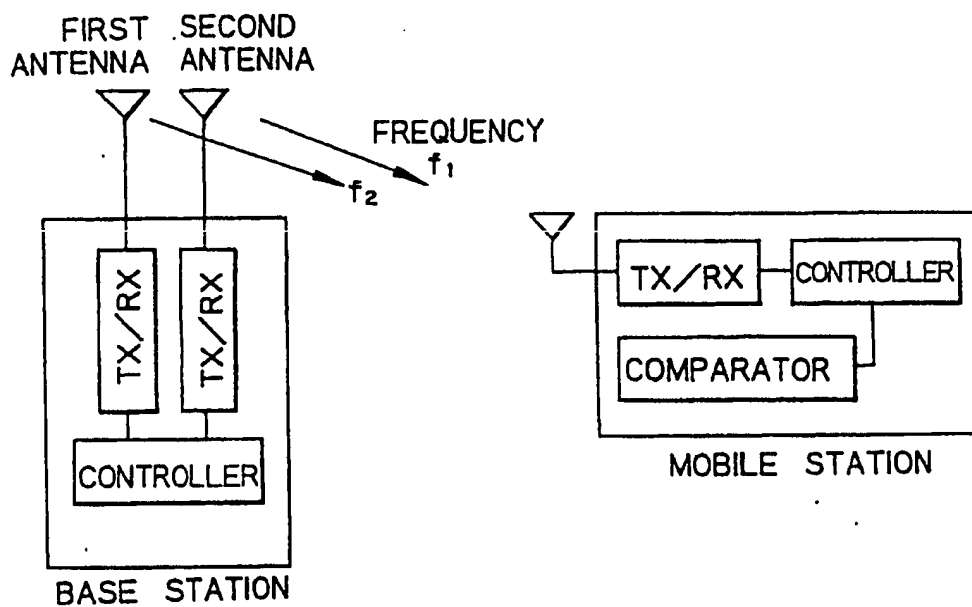 FIRST
ANTENNA
SECOND
ANTENNA
FREQUENCY
f1
f2
TX/RX
TX/RX
CONTROLLER
BASE STATION
TX/RX
CONTROLLER
COMPARATOR
MOBILE STATION